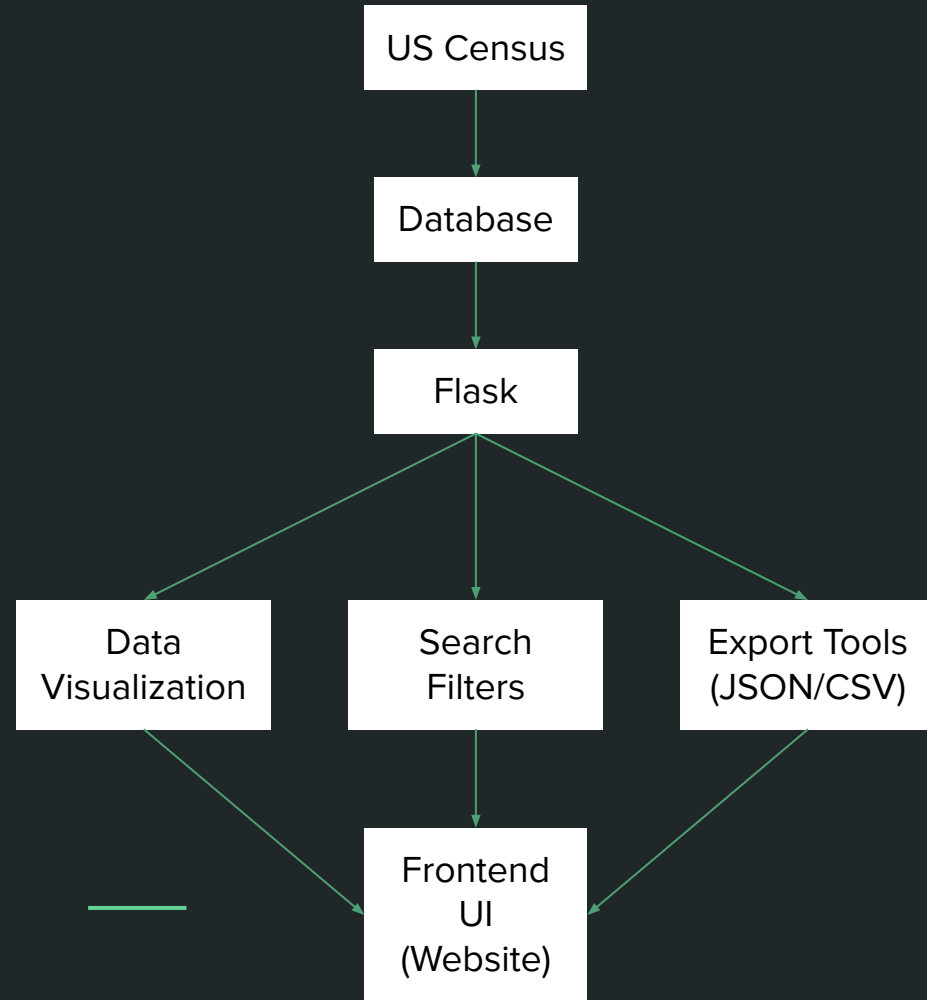 US Census
Database
Flask
Data
Visualization
Search
Filters
Export Tools
(JSON/CSV)
Frontend
UI
(Website)